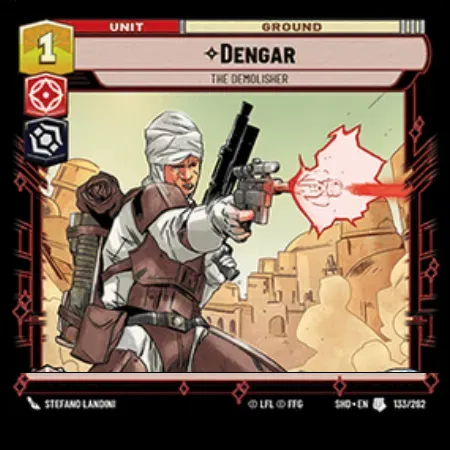 UNIT
GROUND
1
DENGAR
THE DEMOLISHER
STEFANO LANDINI
© LFL © FFG
SHD • EN
133/262